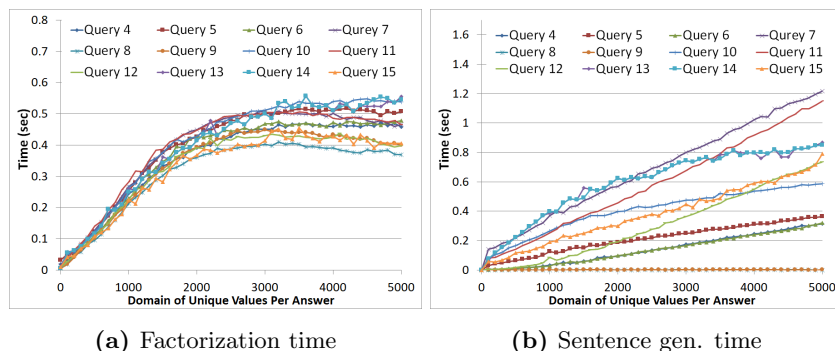 0.8
0.7
0.6
0.5
0.4
0.3
0.2
0.1
0
Time (sec)
Query 4 Query 5 Query 6 Query 7
Query 8 Query 9 Query 10 Query 11
Query 12 Query 13 Query 14 Query 15
0 1000 2000 3000 4000 5000
Domain of Unique Values Per Answer
(a) Factorization time
1.6
1.4
1.2
1
0.8
0.6
0.4
0.2
0
Time (sec)
Query 4 Query 5 Query 6 Qurey 7
Query 8 Query 9 Query 10 Query 11
Query 12 Query 13 Query 14 Query 15
0 1000 2000 3000 4000 5000
Domain of Unique Values Per Answer
(b) Sentence gen. time